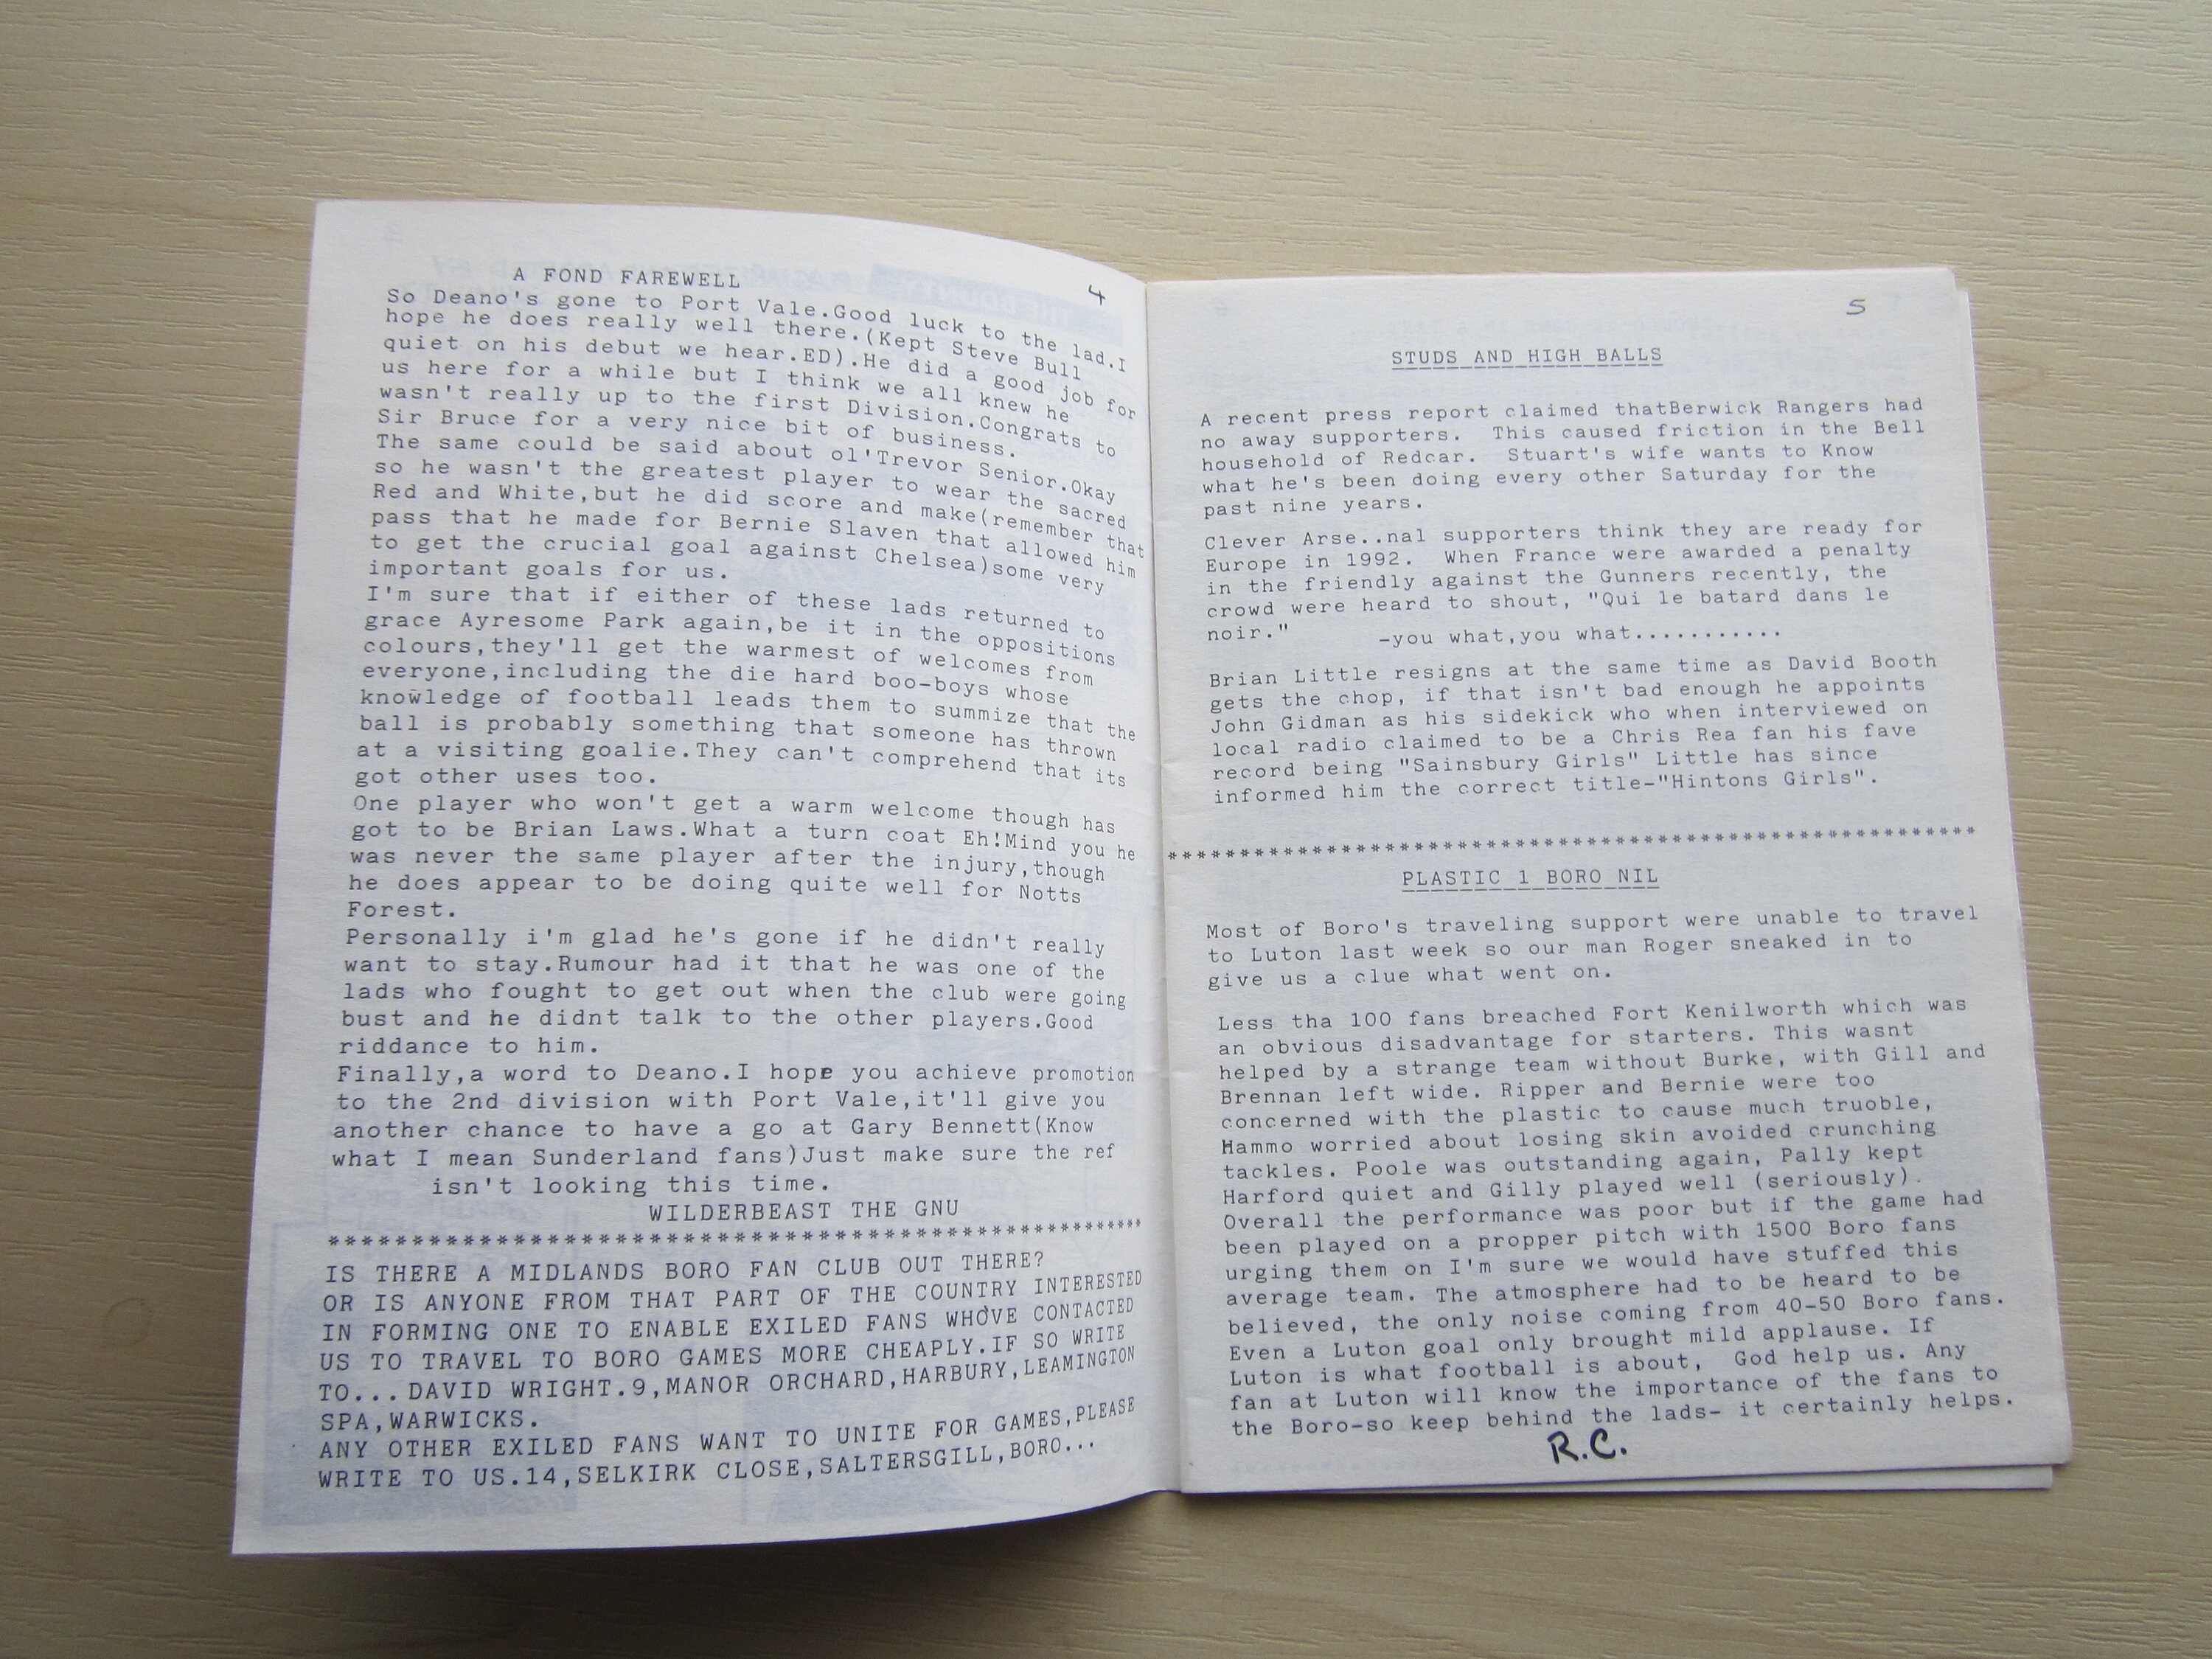 4
A FOND FAREWELL
So Deano's gone to Port Vale.Good luck to the lad.I
hope he does really well there.(Kept Steve Bull
quiet on his debut we hear.ED).He did a good job for
us here for a while but I think we all knew he
wasn't really up to the first Division.Congrats to
Sir Bruce for a very nice bit of business.
The same could be said about ol'Trevor Senior.Okay
so he wasn't the greatest player to wear the sacred
Red and White,but he did score and make(remember that
pass that he made for Bernie Slaven that allowed him
to get the crucial goal against Chelsea)some very
important goals for us.
I'm sure that if either of these lads returned to
grace Ayresome Park again,be it in the oppositions
colours,they'll get the warmest of welcomes from
everyone,including the die hard boo-boys whose
knowledge of football leads them to summize that the
ball is probably something that someone has thrown
at a visiting goalie.They can't comprehend that its
got other uses too.
One player who won't get a warm welcome though has
got to be Brian Laws.What a turn coat Eh!Mind you he
was never the same player after the injury,though
he does appear to be doing quite well for Notts
Forest.
Personally i'm glad he's gone if he didn't really
want to stay.Rumour had it that he was one of the
lads who fought to get out when the club were going
bust and he didnt talk to the other players.Good
riddance to him.
Finally,a word to Deano.I hope you achieve promotion
to the 2nd division with Port Vale,it'll give you
another chance to have a go at Gary Bennett(Know
what I mean Sunderland fans)Just make sure the ref
isn't looking this time.
WILDERBEAST THE GNU
************************************************
IS THERE A MIDLANDS BORO FAN CLUB OUT THERE?
OR IS ANYONE FROM THAT PART OF THE COUNTRY INTERESTED
IN FORMING ONE TO ENABLE EXILED FANS WHO'VE CONTACTED
US TO TRAVEL TO BORO GAMES MORE CHEAPLY.IF SO WRITE
TO...DAVID WRIGHT.9,MANOR ORCHARD,HARBURY,LEAMINGTON
SPA,WARWICKS.
ANY OTHER EXILED FANS WANT TO UNITE FOR GAMES,PLEASE
WRITE TO US.14,SELKIRK CLOSE,SALTERSGILL,BORO...
5
STUDS AND HIGH BALLS
A recent press report claimed thatBerwick Rangers had
no away supporters. This caused friction in the Bell
household of Redcar. Stuart's wife wants to Know
what he's been doing every other Saturday for the
past nine years.
Clever Arse..nal supporters think they are ready for
Europe in 1992. When France were awarded a penalty
in the friendly against the Gunners recently, the
crowd were heard to shout, "Qui le batard dans le
noir." -you what,you what...........
Brian Little resigns at the same time as David Booth
gets the chop, if that isn't bad enough he appoints
John Gidman as his sidekick who when interviewed on
local radio claimed to be a Chris Rea fan his fave
record being "Sainsbury Girls" Little has since
informed him the correct title-"Hintons Girls".
********************************************************
PLASTIC 1 BORO NIL
Most of Boro's traveling support were unable to travel
to Luton last week so our man Roger sneaked in to
give us a clue what went on.
Less tha 100 fans breached Fort Kenilworth which was
an obvious disadvantage for starters. This wasnt
helped by a strange team without Burke, with Gill and
Brennan left wide. Ripper and Bernie were too
concerned with the plastic to cause much truoble,
Hammo worried about losing skin avoided crunching
tackles. Poole was outstanding again, Pally kept
Harford quiet and Gilly played well (seriously).
Overall the performance was poor but if the game had
been played on a propper pitch with 1500 Boro fans
urging them on I'm sure we would have stuffed this
average team. The atmosphere had to be heard to be
believed, the only noise coming from 40-50 Boro fans.
Even a Luton goal only brought mild applause. If
Luton is what football is about, God help us. Any
fan at Luton will know the importance of the fans to
the Boro-so keep behind the lads- it certainly helps.
R.C.